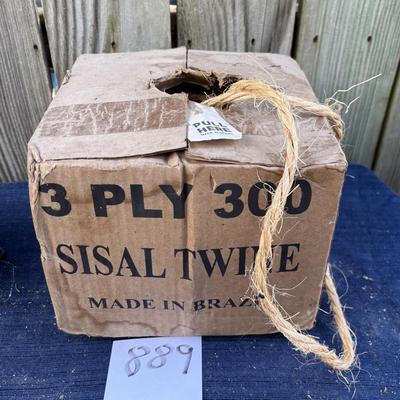 PULL
HERE
3 PLY 300
SISAL TWINE
MADE IN BRAZIL
889